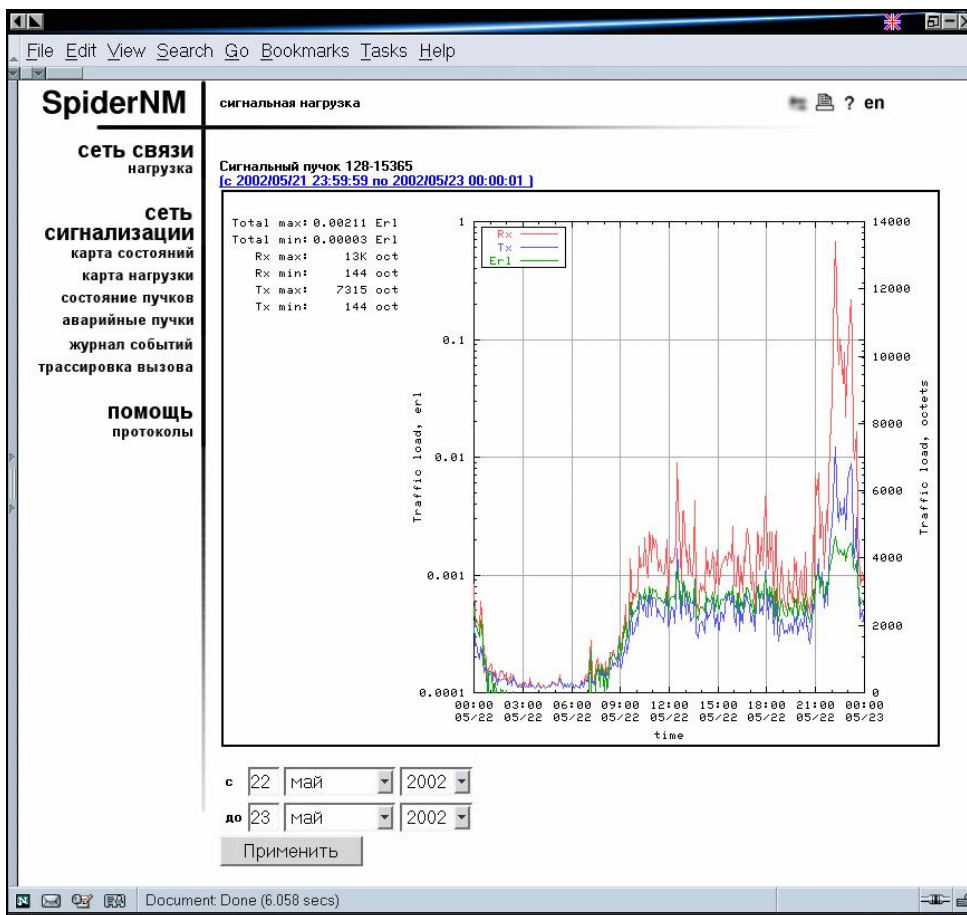 File Edit View Search Go Bookmarks Tasks Help
SpiderNM
сигнальная нагрузка
? en
сеть связи
нагрузка
сеть
сигнализации
карта состояний
карта нагрузки
состояние пучков
аварийные пучки
журнал событий
трассировка вызова
помощь
протоколы
Сигнальный пучок 128-15365
[с 2002/05/21 23:59:59 по 2002/05/23 00:00:01 ]
Total max: 0.00211 Erl
Total min: 0.00003 Erl
Rx max: 13K oct
Rx min: 144 oct
Tx max: 7315 oct
Tx min: 144 oct
Rx
Tx
Erl
Traffic load, erl
1
0.1
0.01
0.001
0.0001
14000
12000
10000
8000
6000
4000
2000
0
Traffic load, octets
00:00 03:00 06:00 09:00 12:00 15:00 18:00 21:00 00:00
05/22 05/22 05/22 05/22 05/22 05/22 05/22 05/22 05/23
time
с 22 май 2002
до 23 май 2002
Применить
Document: Done (6.058 secs)